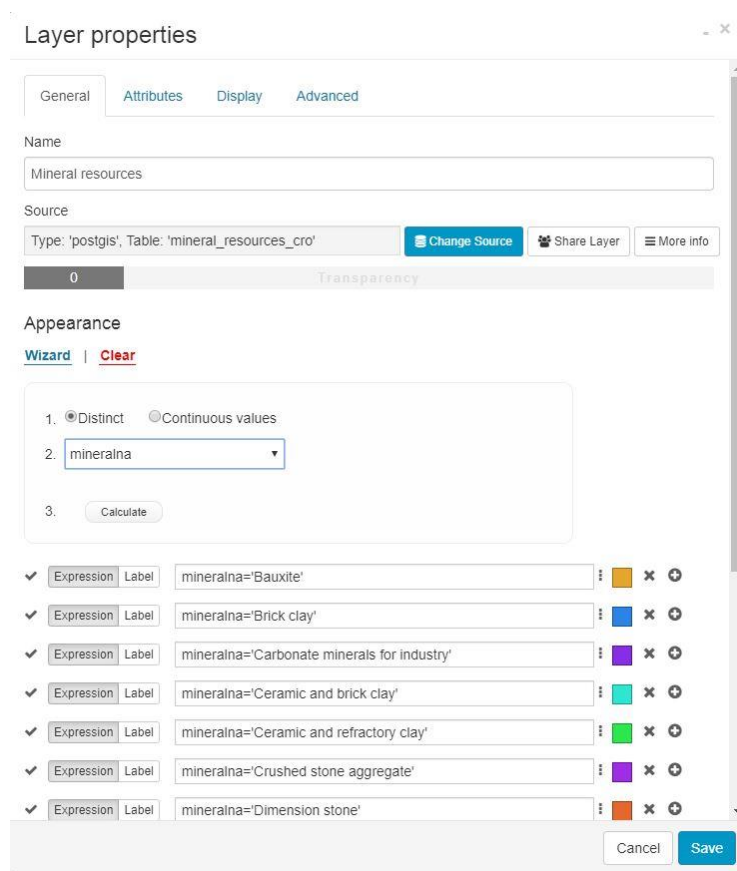 Layer properties
General Attributes Display Advanced
Name
Mineral resources
Source
Type: 'postgis', Table: 'mineral_resources_cro' Change Source Share Layer More info
0 Transparency
Appearance
Wizard | Clear
1. Distinct Continuous values
2. mineralna
3. Calculate
Expression Label mineralna='Bauxite'
Expression Label mineralna='Brick clay'
Expression Label mineralna='Carbonate minerals for industry'
Expression Label mineralna='Ceramic and brick clay'
Expression Label mineralna='Ceramic and refractory clay'
Expression Label mineralna='Crushed stone aggregate'
Expression Label mineralna='Dimension stone'
Cancel Save